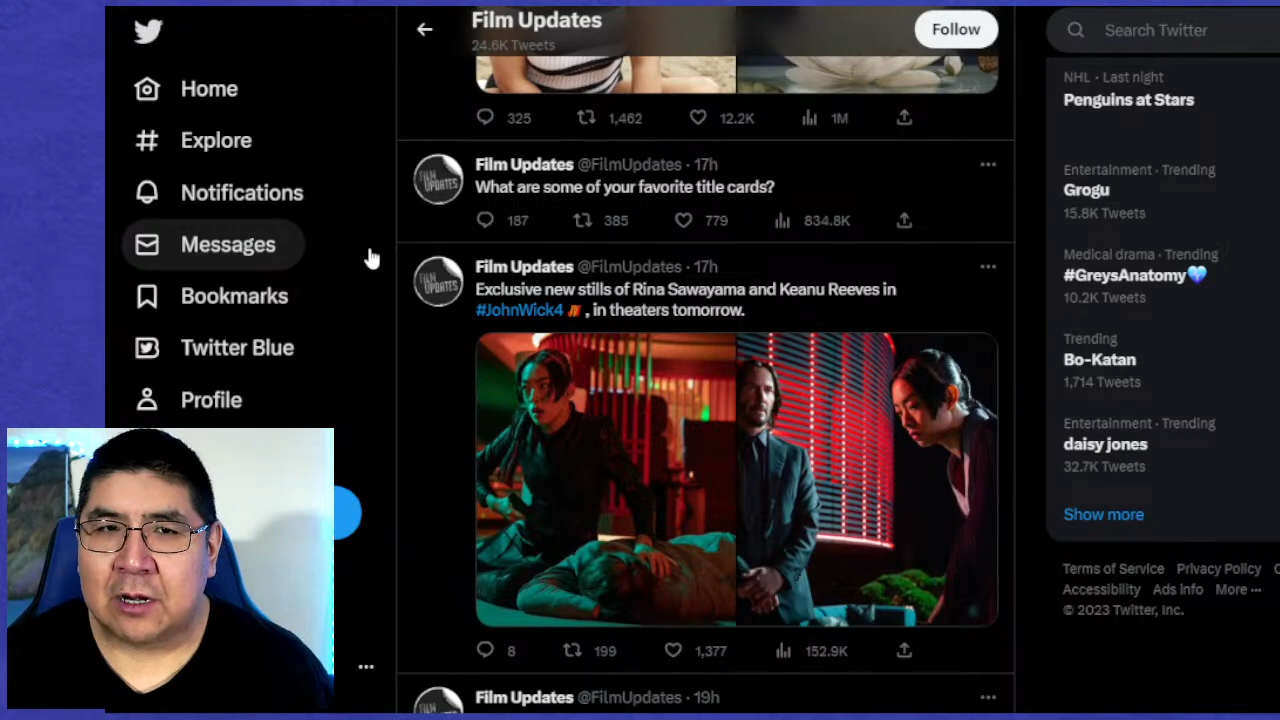 Home
Explore
Notifications
Messages
Bookmarks
Twitter Blue
Profile
Film Updates
24.6K Tweets
Follow
325 1,462 12.2K 1M
Film Updates @FilmUpdates · 17h
What are some of your favorite title cards?
187 385 779 834.8K
FILM UPDATES
Film Updates @FilmUpdates · 17h
Exclusive new stills of Rina Sawayama and Keanu Reeves in
#JohnWick4 , in theaters tomorrow.
FILM UPDATES
8 199 1,377 152.9K
Film Updates @FilmUpdates · 19h
Search Twitter
NHL · Last night
Penguins at Stars
Entertainment · Trending
Grogu
15.8K Tweets
Medical drama · Trending
#GreysAnatomy🩵
10.2K Tweets
Trending
Bo-Katan
1,714 Tweets
Entertainment · Trending
daisy jones
32.7K Tweets
Show more
Terms of Service Privacy Policy
Accessibility Ads info More ···
© 2023 Twitter, Inc.